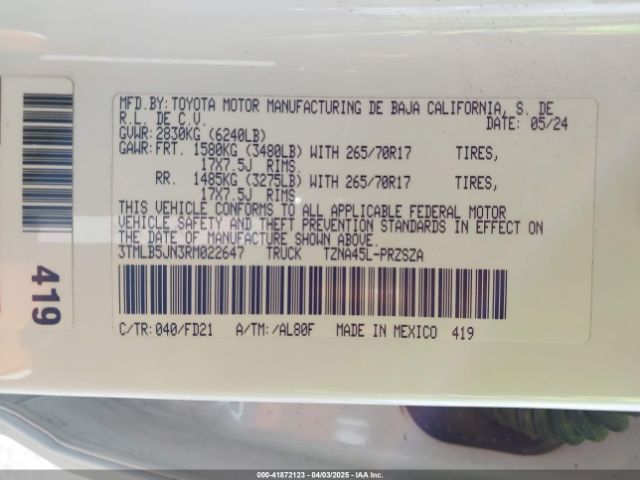 MFD.BY: TOYOTA MOTOR MANUFACTURING DE BAJA CALIFORNIA, S. DE
R.L. DE C.V. DATE: 05/24
GVWR: 2830KG (6240LB)
GAWR: FRT. 1580KG (3480LB) WITH 265/70R17 TIRES,
17X7.5J RIMS
RR. 1485KG (3275LB) WITH 265/70R17 TIRES,
17X7.5J RIMS
THIS VEHICLE CONFORMS TO ALL APPLICABLE FEDERAL MOTOR
VEHICLE SAFETY AND THEFT PREVENTION STANDARDS IN EFFECT ON
THE DATE OF MANUFACTURE SHOWN ABOVE.
3TMLB5JN3RM022647 TRUCK TZNA45L-PRZSZA
C/TR: 040/FD21 A/TM: /AL80F MADE IN MEXICO 419
419
000-41872123 - 04/03/2025 - IAAI.COM